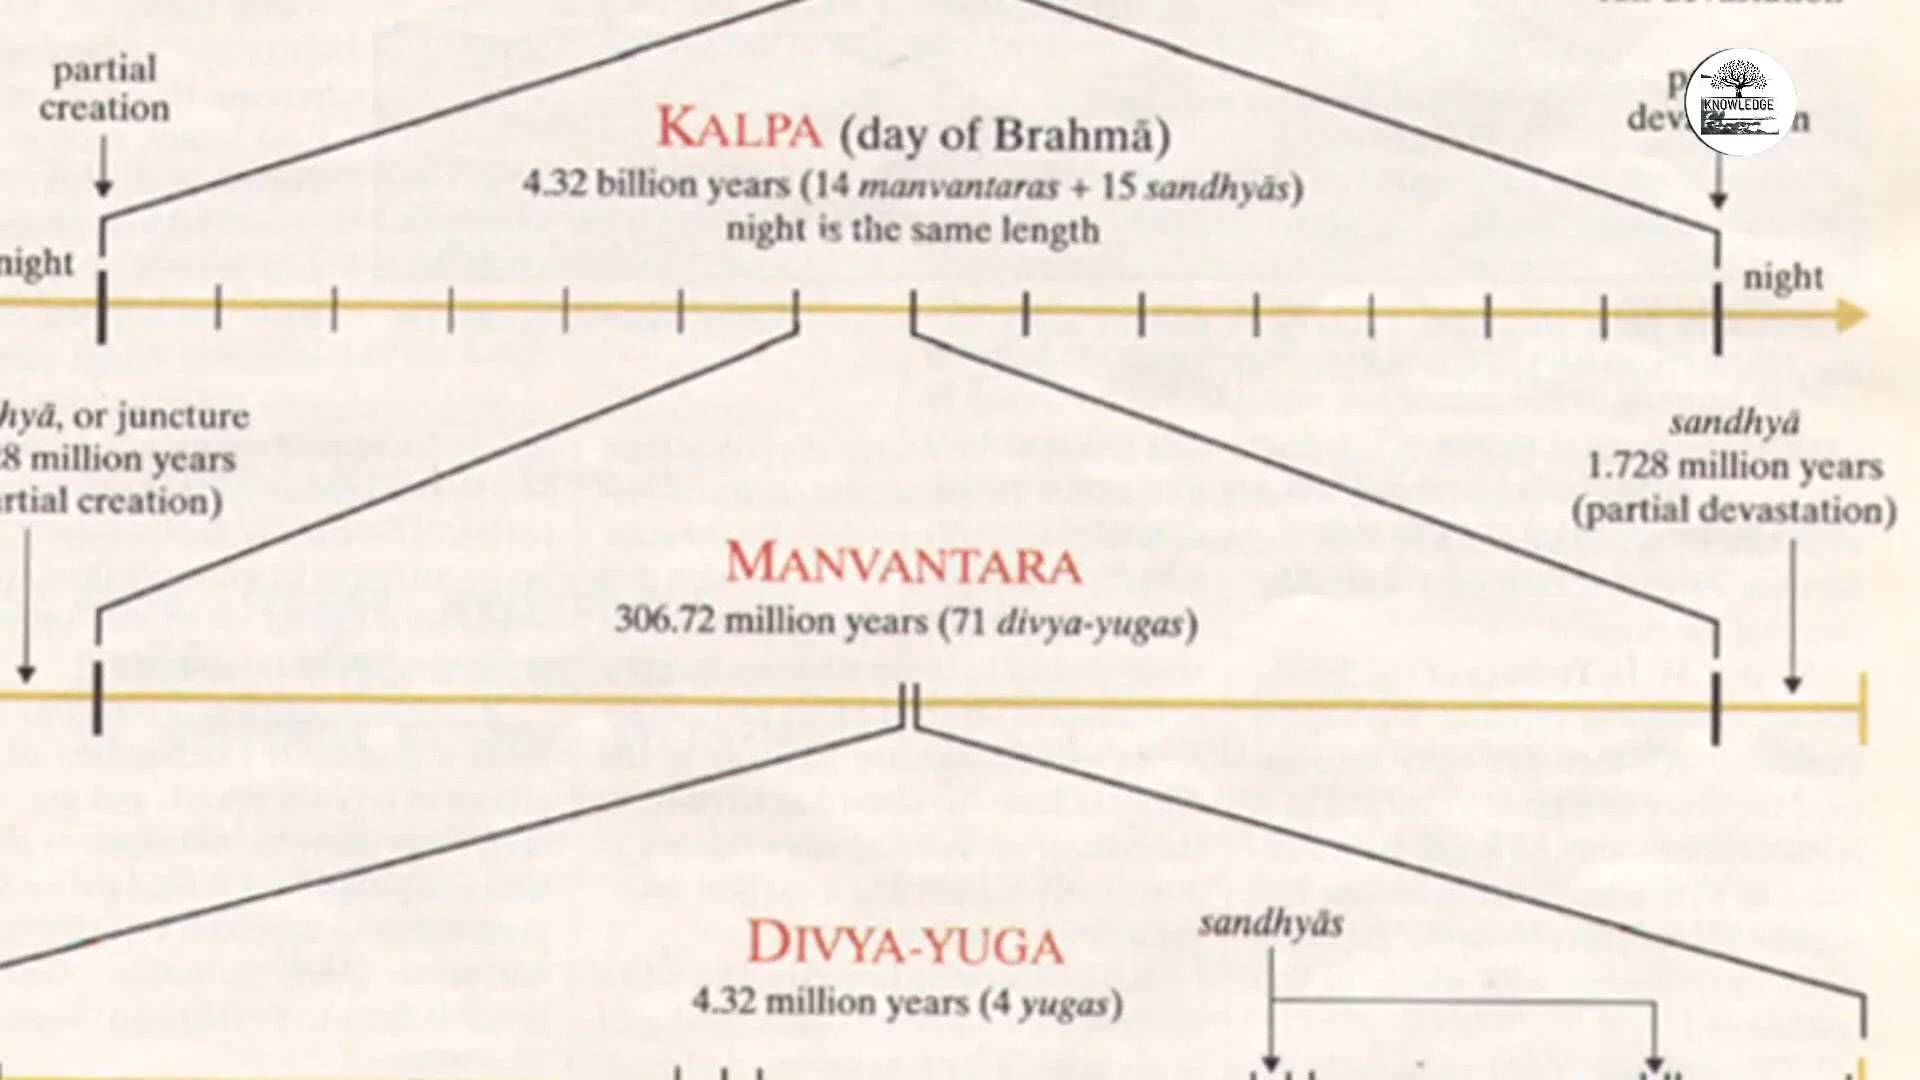 partial
creation
KALPA (day of Brahmā)
4.32 billion years (14 manvantaras + 15 sandhyās)
night is the same length
KNOWLEDGE
night
night
hyā, or juncture
8 million years
rtial creation)
sandhyā
1.728 million years
(partial devastation)
MANVANTARA
306.72 million years (71 divya-yugas)
DIVYA-YUGA
4.32 million years (4 yugas)
sandhyās